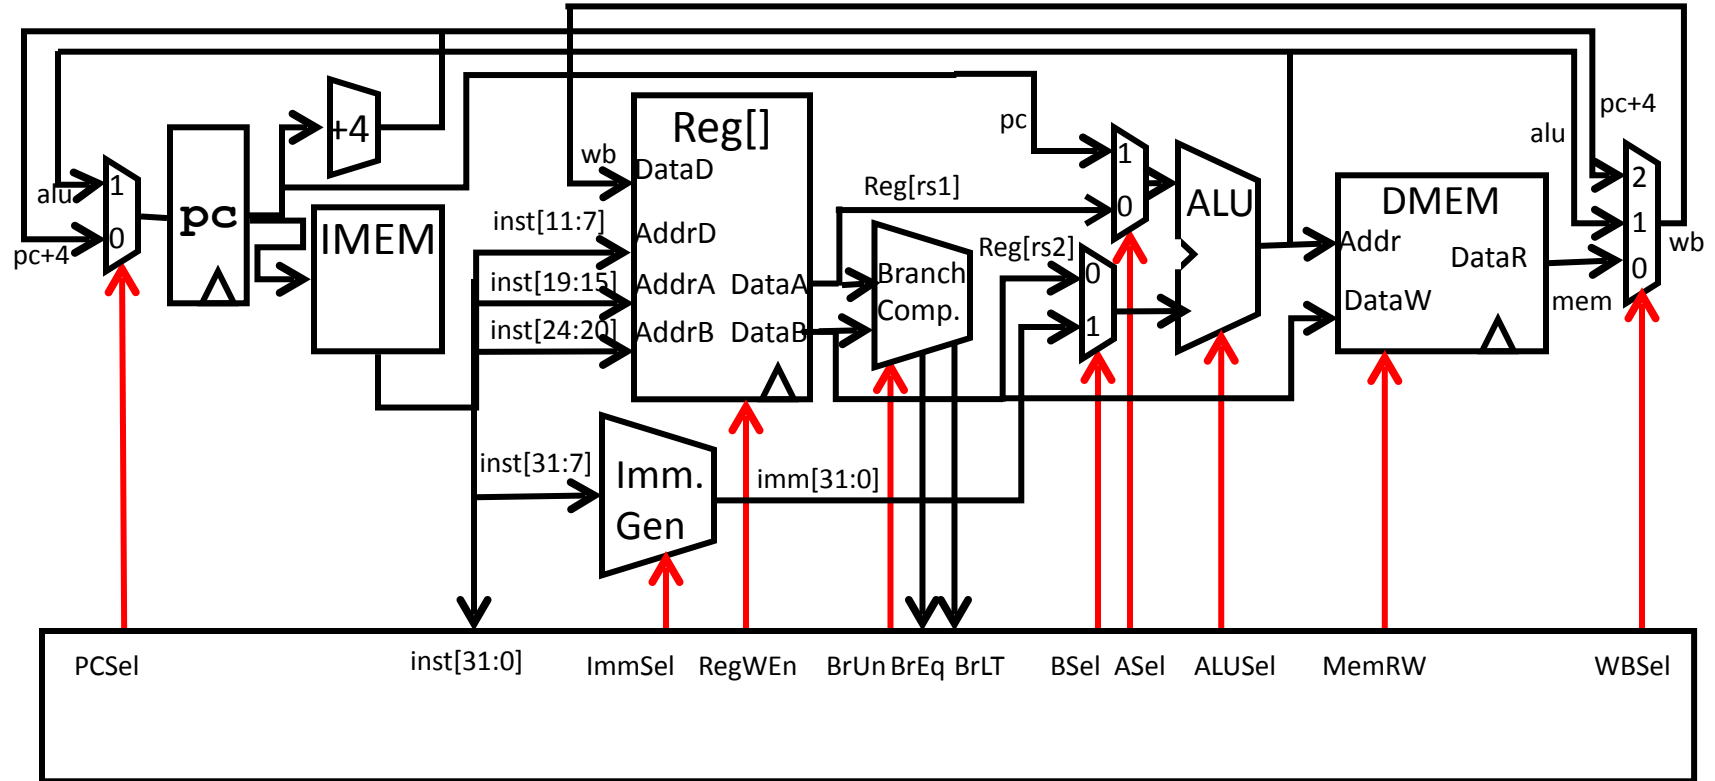 pc+4
alu
pc
+4
Reg[]
wb
DataD
1
alu
pc
IMEM
0
pc+4
inst[11:7]
AddrD
inst[19:15]
AddrA
DataA
inst[24:20]
AddrB
DataB
Reg[rs1]
Branch
Comp.
Reg[rs2]
1
0
0
1
ALU
DMEM
Addr
DataR
DataW
mem
2
1
0
wb
inst[31:7]
Imm.
Gen
imm[31:0]
PCSel
inst[31:0]
ImmSel
RegWEn
BrUn
BrEq
BrLT
BSel
ASel
ALUSel
MemRW
WBSel